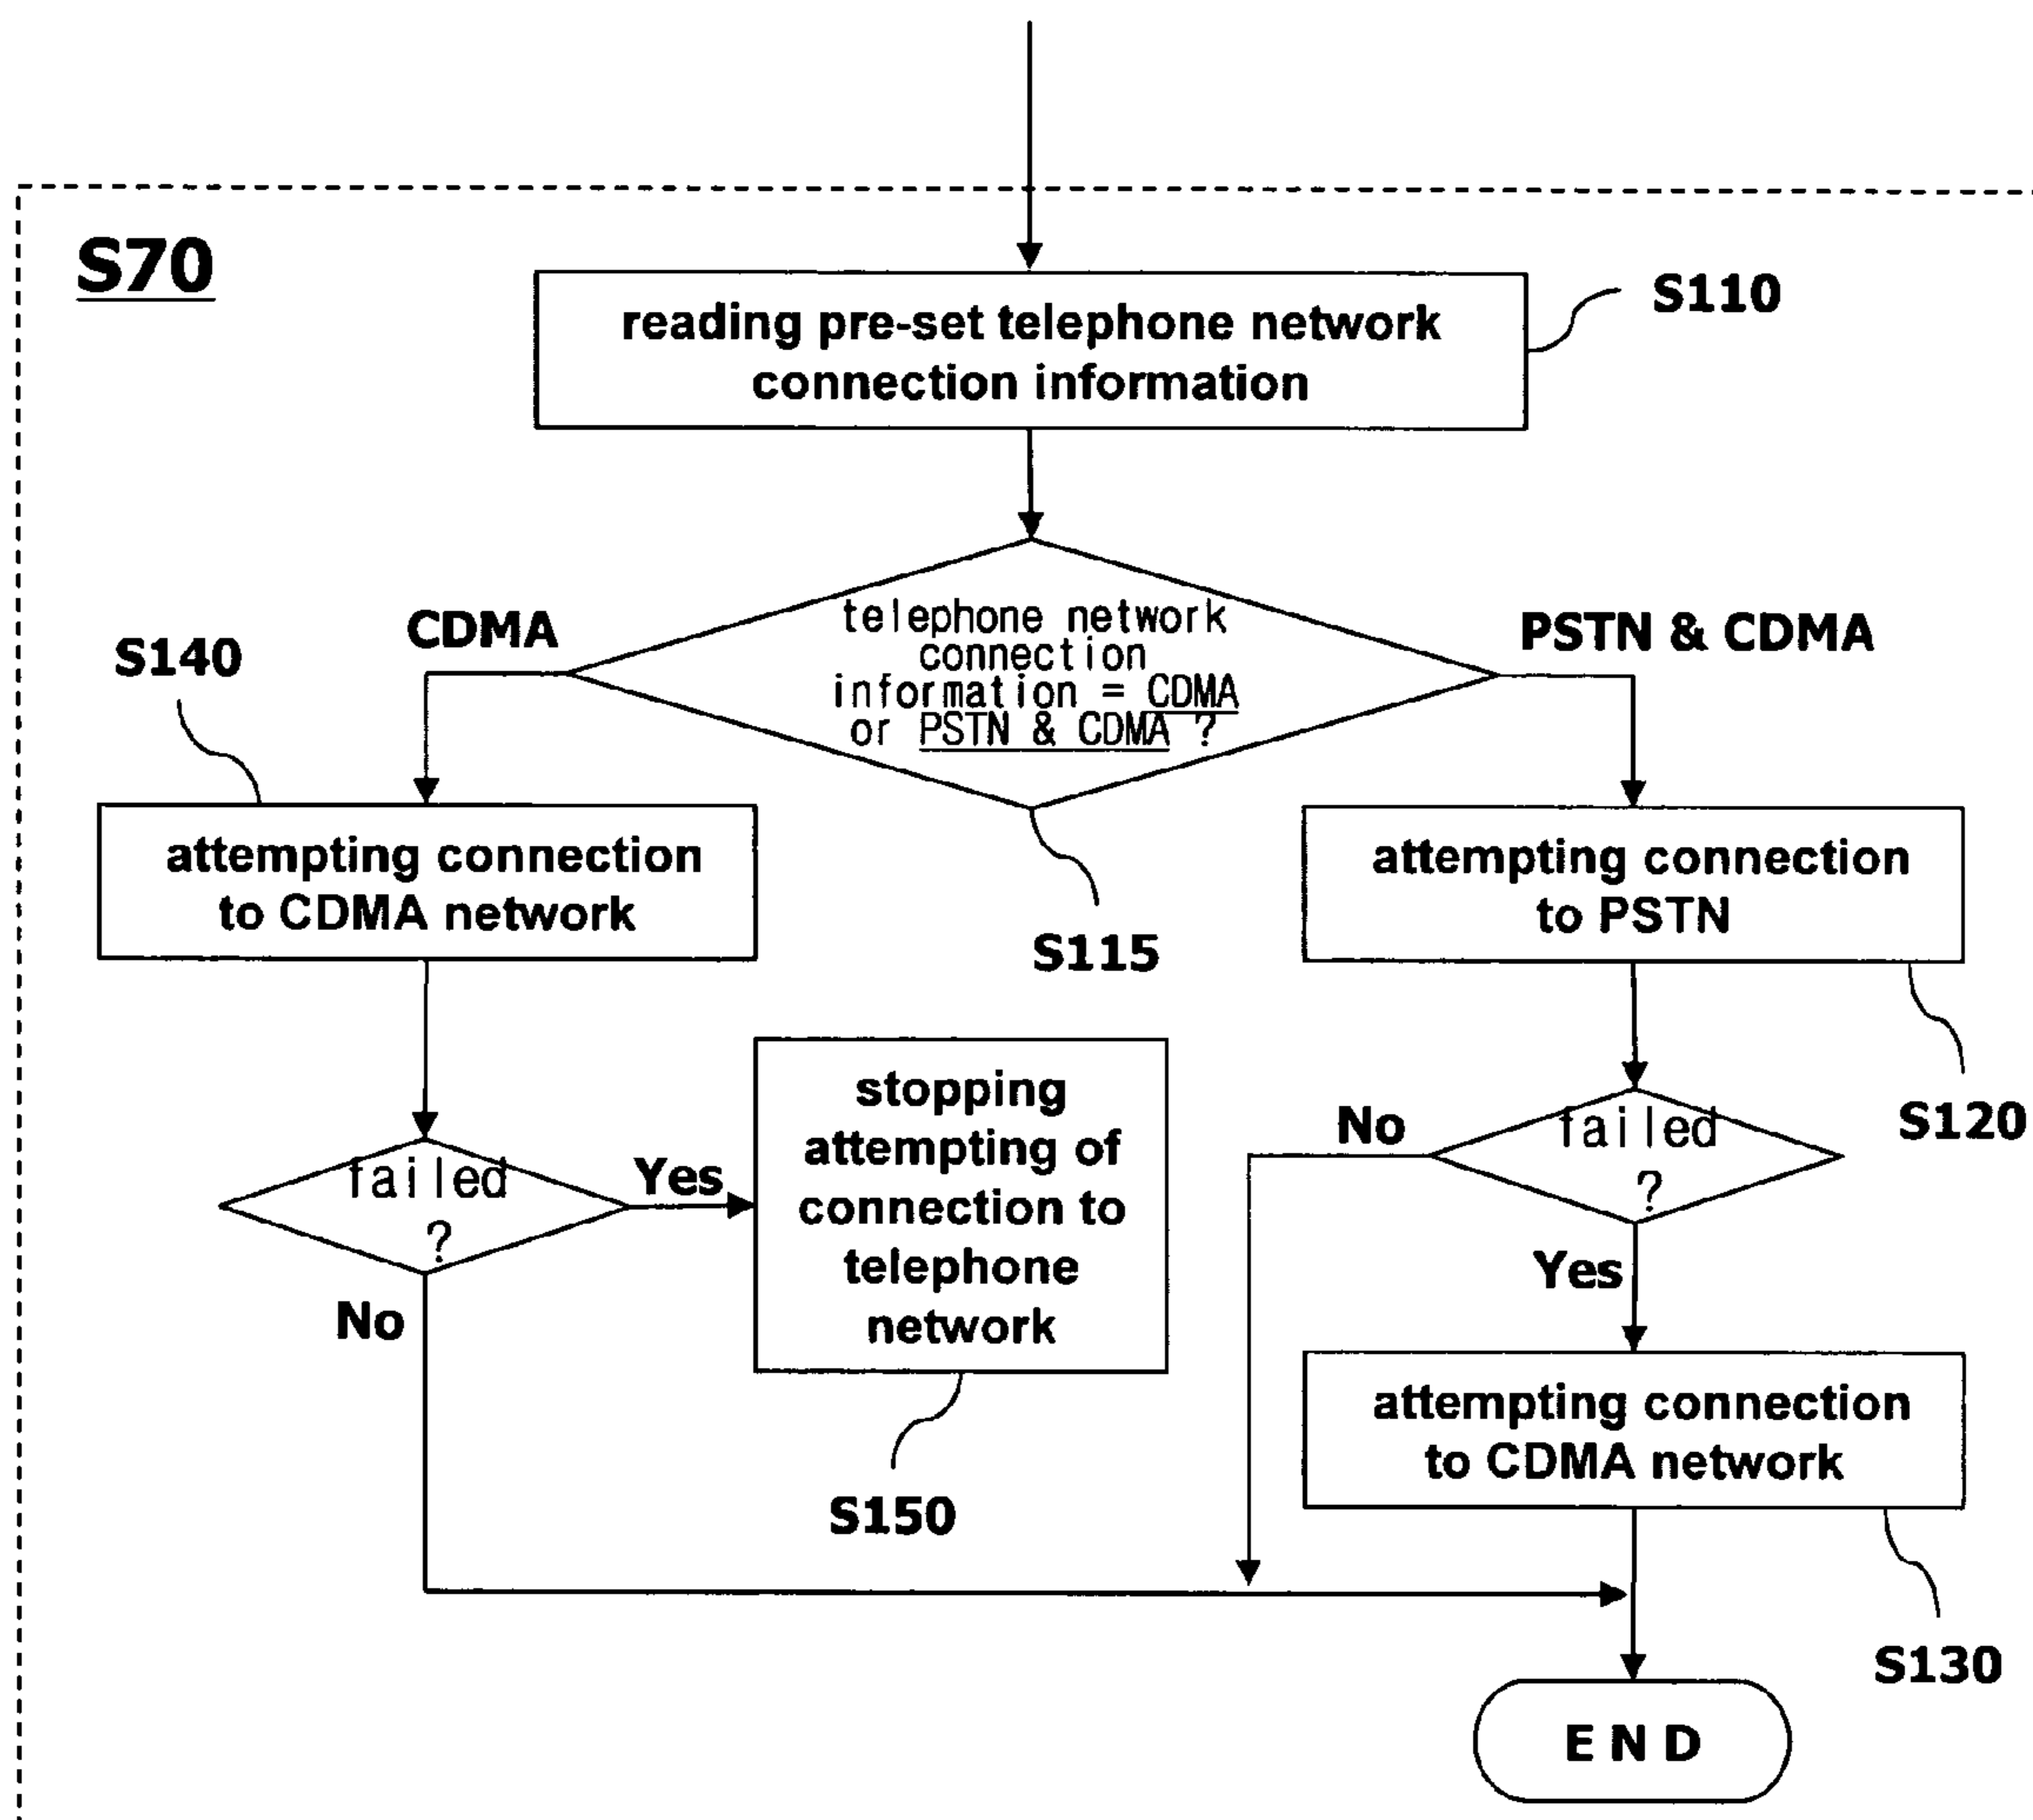 S70
S110
reading pre-set telephone network
connection information
CDMA
PSTN & CDMA
telephone network
connection
information = CDMA
or PSTN & CDMA ?
S140
S115
attempting connection
to CDMA network
attempting connection
to PSTN
S120
failed
?
Yes
No
stopping
attempting of
connection to
telephone
network
S150
failed
?
No
Yes
attempting connection
to CDMA network
S130
END